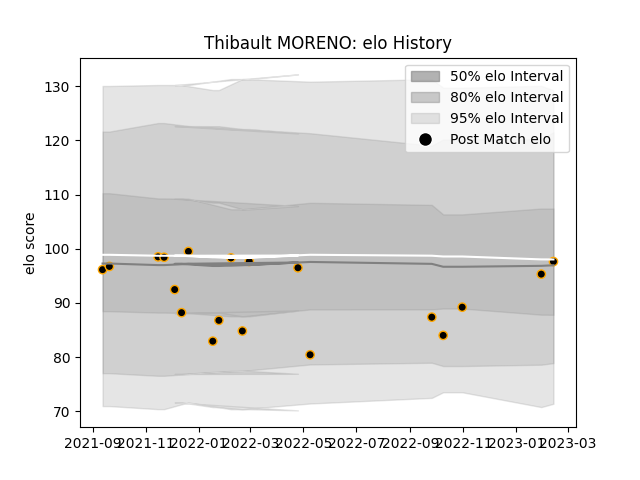 Thibault MORENO: elo History
50% elo Interval
80% elo Interval
95% elo Interval
Post Match elo
elo score
130
120
110
100
90
80
70
2021-09 2021-11 2022-01 2022-03 2022-05 2022-07 2022-09 2022-11 2023-01 2023-03